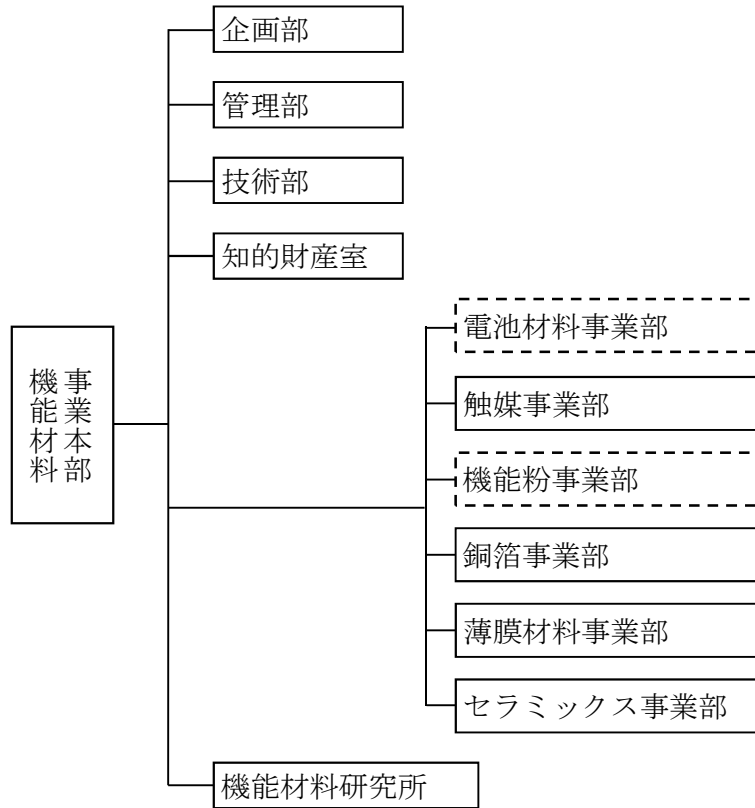 企画部
管理部
技術部
知的財産室
機能材料
事業本部
電池材料事業部
触媒事業部
機能粉事業部
銅箔事業部
薄膜材料事業部
セラミックス事業部
機能材料研究所